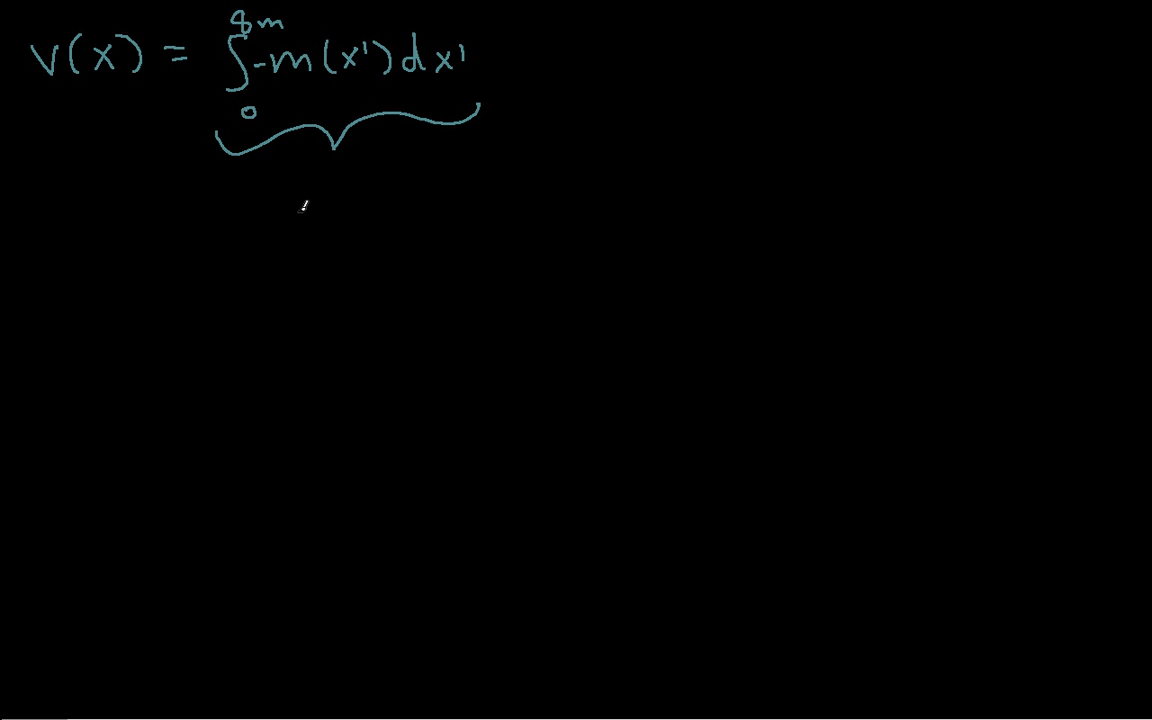 v(x) = ∫₀^{8m} -m(x')dx'